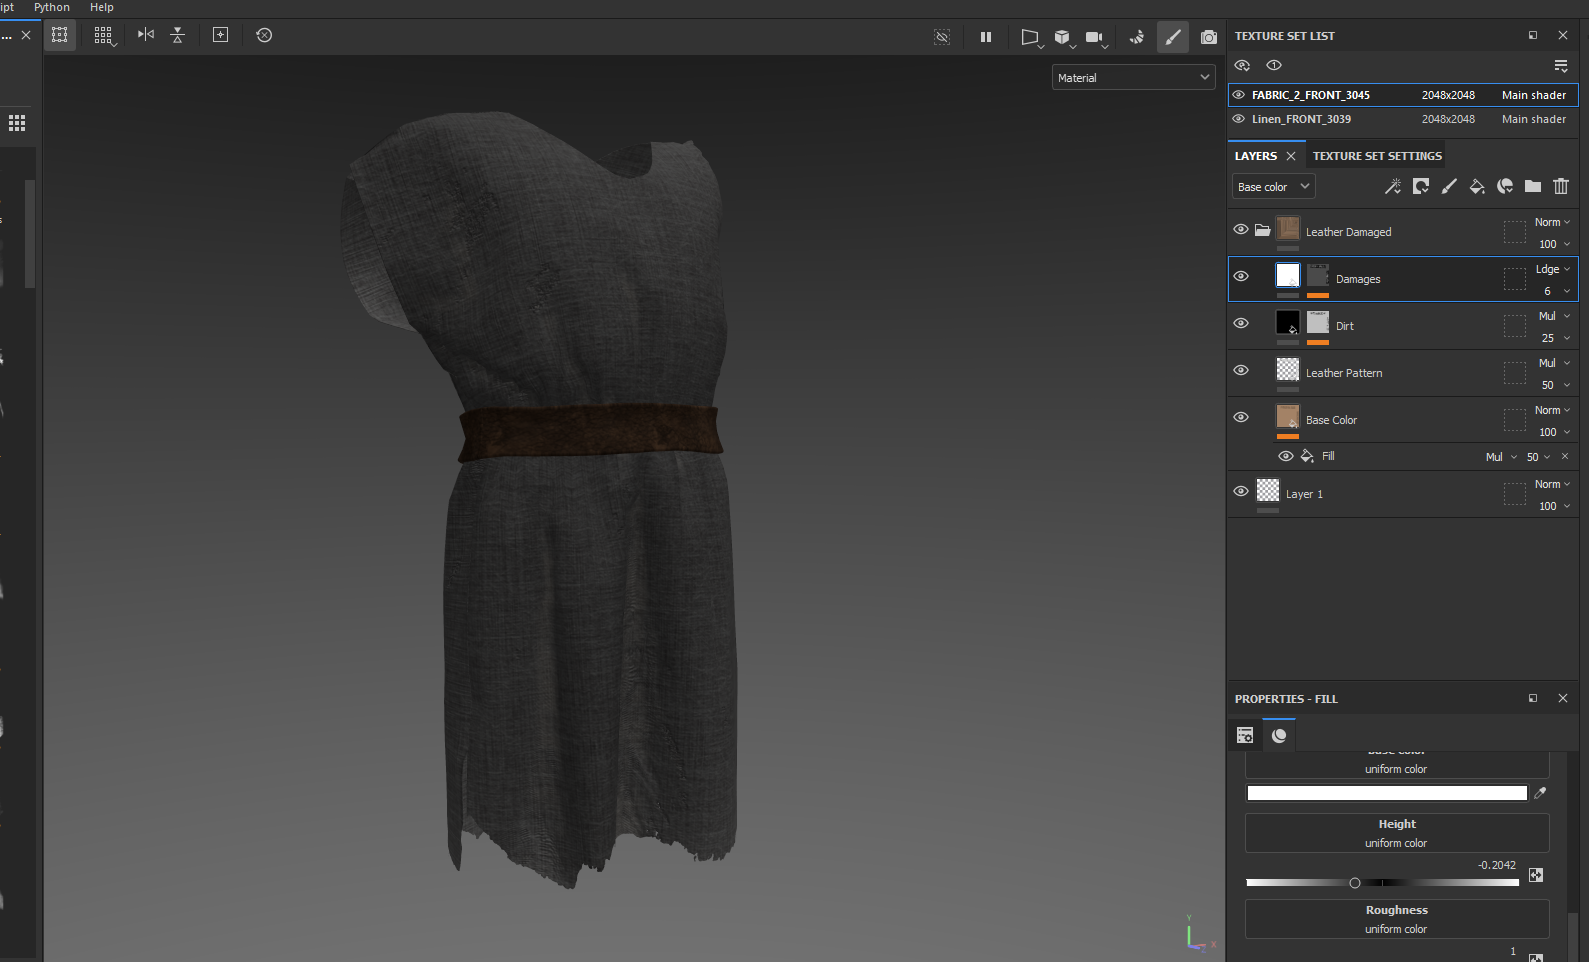 ipt Python Help
...
Material
TEXTURE SET LIST
FABRIC_2_FRONT_3045 2048x2048 Main shader
Linen_FRONT_3039 2048x2048 Main shader
LAYERS TEXTURE SET SETTINGS
Base color
Leather Damaged Norm
100
Damages Ldge
6
Dirt Mul
25
Leather Pattern Mul
50
Base Color Norm
100
Fill Mul 50
Layer 1 Norm
100
PROPERTIES - FILL
Base color
uniform color
Height
uniform color
-0.2042
Roughness
uniform color
1
Y
X